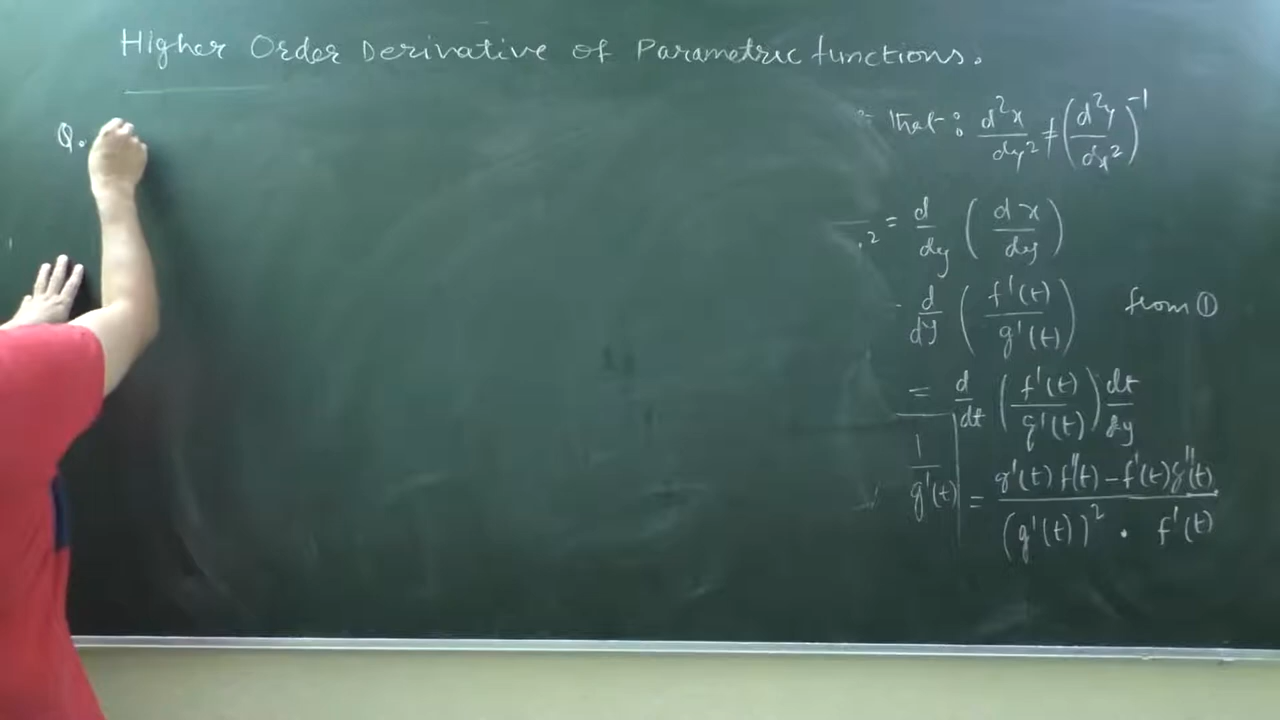 Higher Order Derivative of Parametric functions.
Q.
that : d²x/dy² ≠ (d²y/dx²)⁻¹
= d/dy (dx/dy)
d/dy (f'(t)/g'(t)) from ①
= d/dt (f'(t)/g'(t)) dt/dy
1/g'(t) = (g'(t) f''(t) - f'(t) g''(t))/((g'(t))² . f'(t))